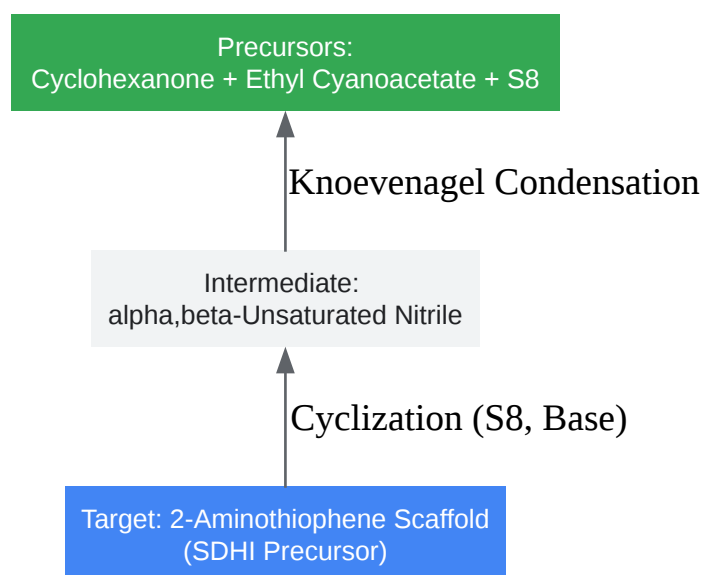 Precursors:
Cyclohexanone + Ethyl Cyanoacetate + S8
Knoevenagel Condensation
Intermediate:
alpha,beta-Unsaturated Nitrile
Cyclization (S8, Base)
Target: 2-Aminothiophene Scaffold
(SDHI Precursor)